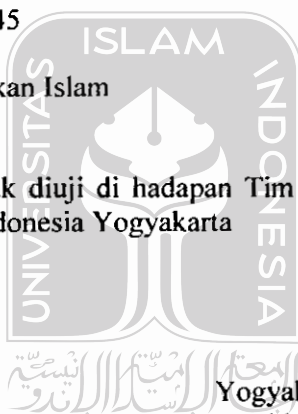 45
ISLAM
kan Islam
UNIVERSITAS
INDONESIA
k diuji di hadapan Tim
donesia Yogyakarta
Yogyal